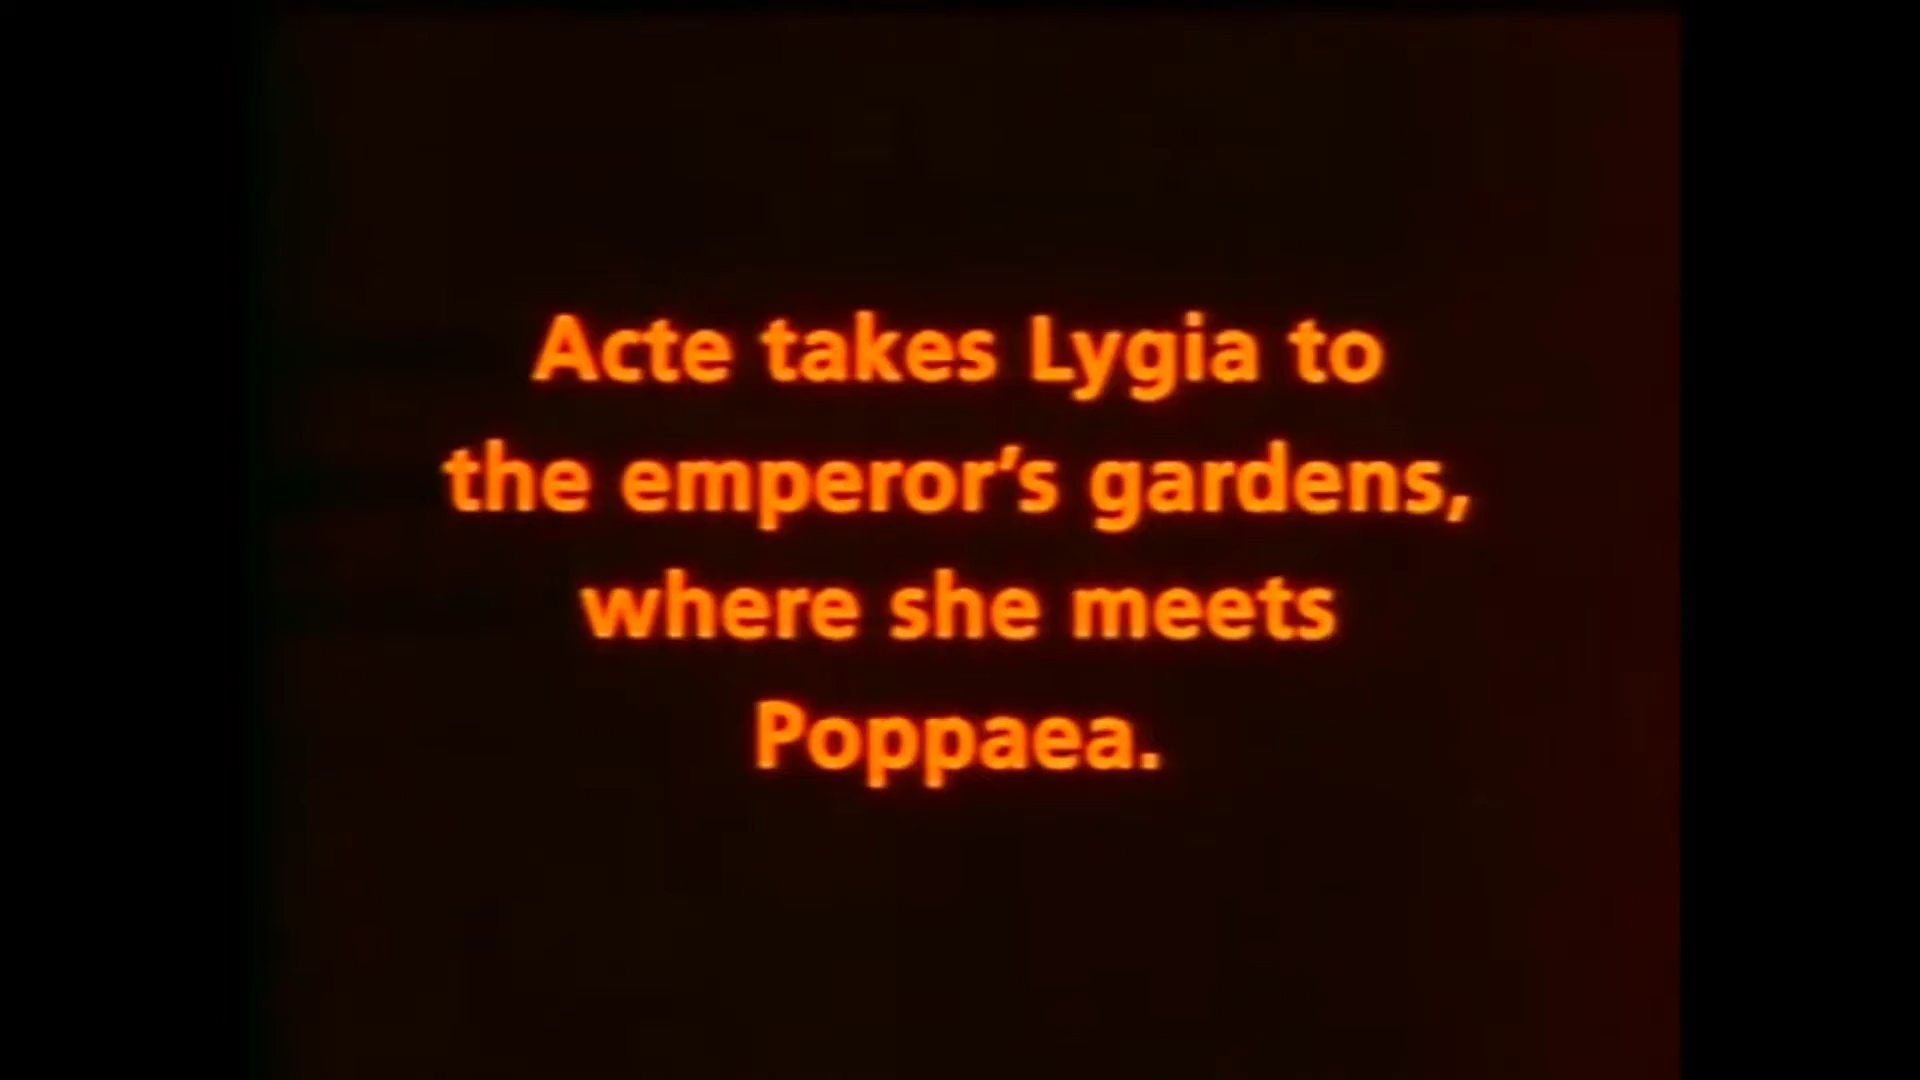 Acte takes Lygia to
the emperor’s gardens,
where she meets
Poppaea.